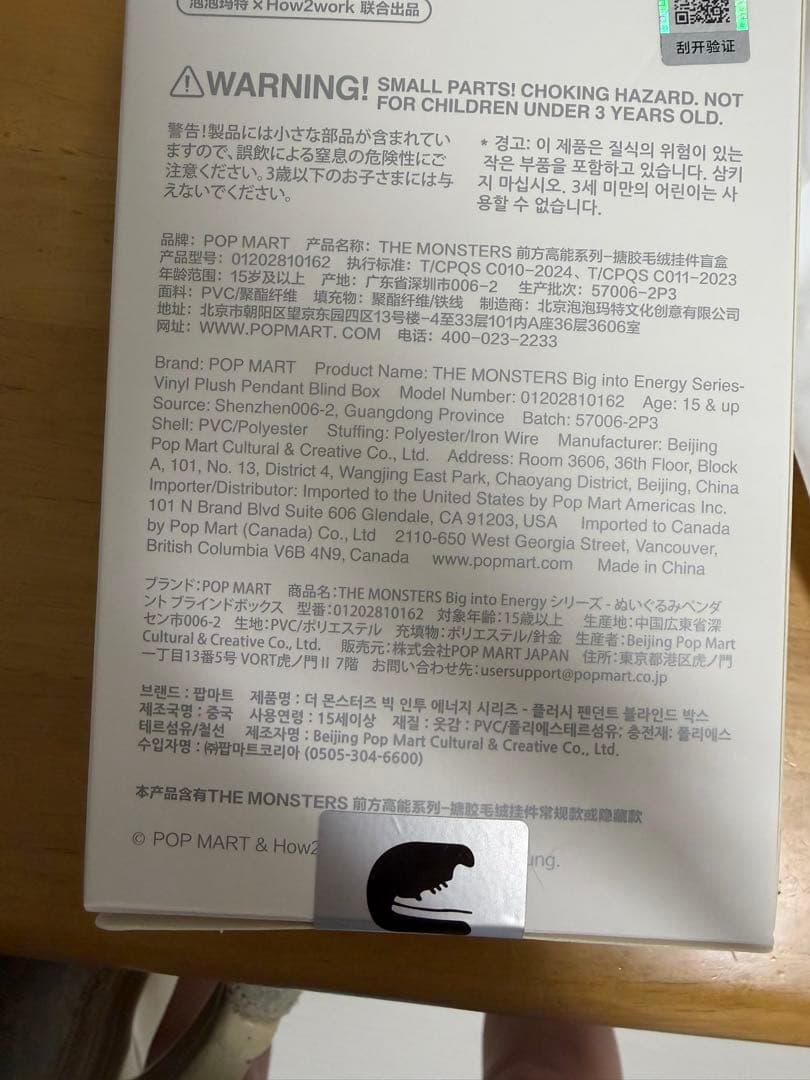 泡泡玛特 × How2work 联合出品
刮开验证
WARNING! SMALL PARTS! CHOKING HAZARD. NOT
FOR CHILDREN UNDER 3 YEARS OLD.
警告!製品には小さな部品が含まれてい
ますので、誤飲による窒息の危険性にご
注意ください。3歳以下のお子さまには与
えないでください。
* 경고: 이 제품은 질식의 위험이 있는
작은 부품을 포함하고 있습니다. 삼키
지 마십시오. 3세 미만의 어린이는 사
용할 수 없습니다.
品牌：POP MART 产品名称：THE MONSTERS 前方高能系列-搪胶毛绒挂件盲盒
产品型号：01202810162 执行标准：T/CPQS C010-2024、T/CPQS C011-2023
年龄范围：15岁及以上 产地：广东省深圳市006-2 生产批次：57006-2P3
面料：PVC/聚酯纤维 填充物：聚酯纤维/铁线 制造商：北京泡泡玛特文化创意有限公司
地址：北京市朝阳区望京东园四区13号楼-4至33层101内A座36层3606室
网址：WWW.POPMART. COM 电话：400-023-2233
Brand: POP MART Product Name: THE MONSTERS Big into Energy Series-
Vinyl Plush Pendant Blind Box Model Number: 01202810162 Age: 15 & up
Source: Shenzhen006-2, Guangdong Province Batch: 57006-2P3
Shell: PVC/Polyester Stuffing: Polyester/Iron Wire Manufacturer: Beijing
Pop Mart Cultural & Creative Co., Ltd. Address: Room 3606, 36th Floor, Block
A, 101, No. 13, District 4, Wangjing East Park, Chaoyang District, Beijing, China
Importer/Distributor: Imported to the United States by Pop Mart Americas Inc.
101 N Brand Blvd Suite 606 Glendale, CA 91203, USA Imported to Canada
by Pop Mart (Canada) Co., Ltd 2110-650 West Georgia Street, Vancouver,
British Columbia V6B 4N9, Canada www.popmart.com Made in China
ブランド:POP MART 商品名:THE MONSTERS Big into Energy シリーズ - ぬいぐるみペンダ
ント ブラインドボックス 型番:01202810162 対象年齢:15歳以上 生産地:中国広東省深
セン市006-2 生地:PVC/ポリエステル 充填物:ポリエステル/針金 生産者:Beijing Pop Mart
Cultural & Creative Co., Ltd. 販売元:株式会社POP MART JAPAN 住所:東京都港区虎ノ門
一丁目13番5号 VORT虎ノ門Ⅱ 7階 お問い合わせ先:usersupport@popmart.co.jp
브랜드 : 팝마트 제품명 : 더 몬스터즈 빅 인투 에너지 시리즈 - 플러시 펜던트 블라인드 박스
제조국명 : 중국 사용연령 : 15세이상 재질 : 옷감 : PVC/폴리에스테르섬유; 충전재: 폴리에스
테르섬유/철선 제조자명 : Beijing Pop Mart Cultural & Creative Co., Ltd.
수입자명 : ㈜팝마트코리아 (0505-304-6600)
本产品含有THE MONSTERS 前方高能系列-搪胶毛绒挂件常规款或隐藏款
© POP MART & How2 ung.